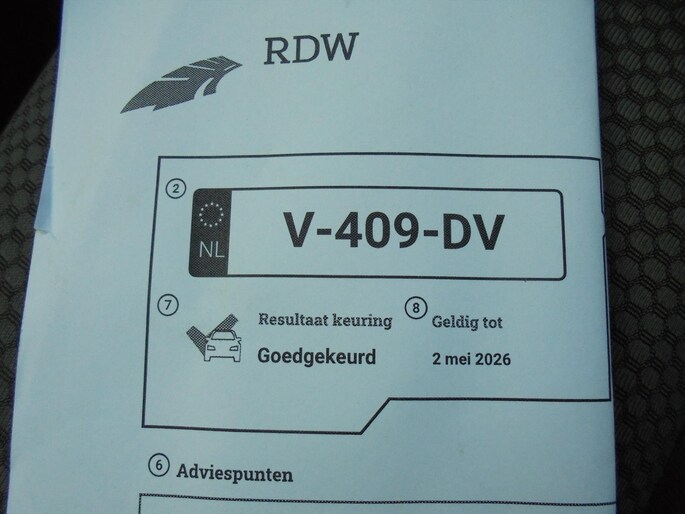 RDW
2
NL
V-409-DV
7
Resultaat keuring
Goedgekeurd
8
Geldig tot
2 mei 2026
6 Adviespunten